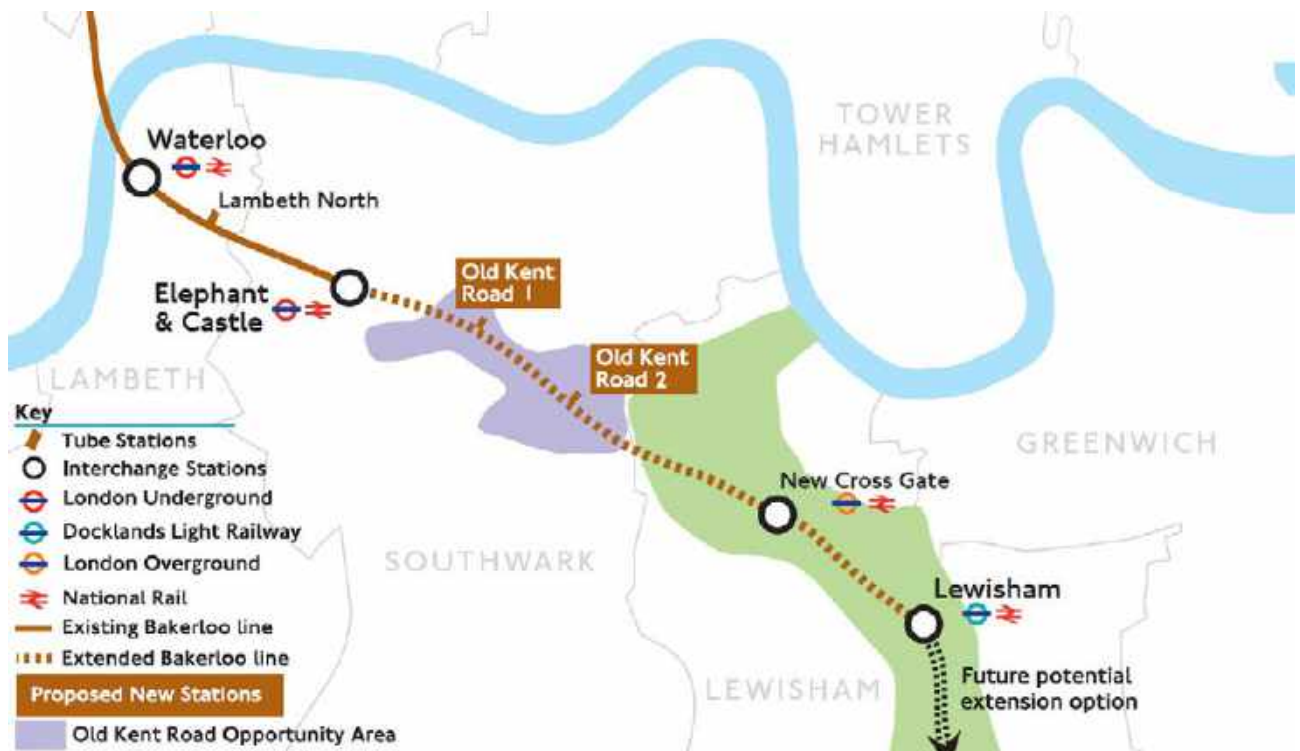 TOWER
HAMLETS
Waterloo
Lambeth North
Elephant
& Castle
Old Kent
Road 1
Old Kent
Road 2
LAMBETH
GREENWICH
New Cross Gate
SOUTHWARK
Lewisham
LEWISHAM
Future potential
extension option
Key
Tube Stations
Interchange Stations
London Underground
Docklands Light Railway
London Overground
National Rail
Existing Bakerloo line
Extended Bakerloo line
Proposed New Stations
Old Kent Road Opportunity Area